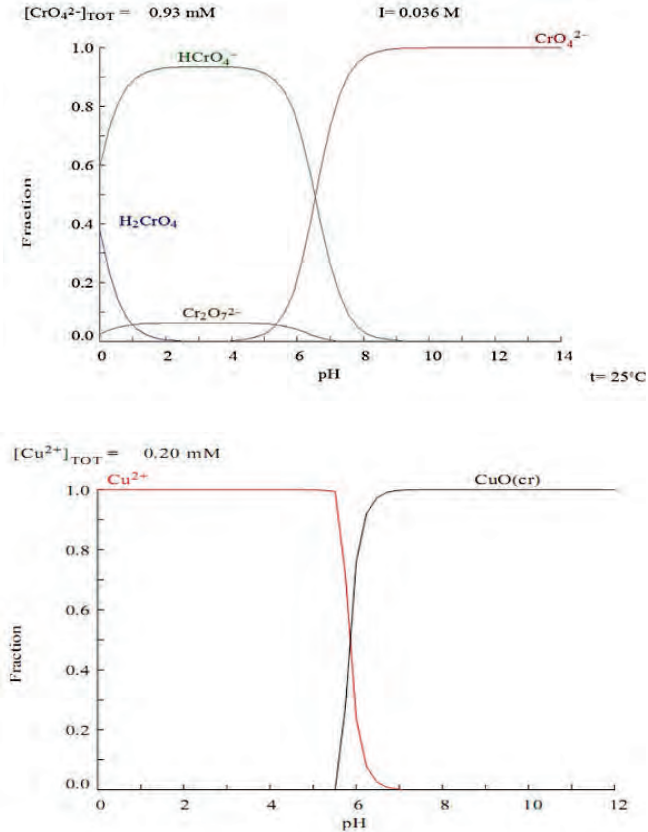 [CrO₄²⁻]TOT = 0.93 mM I= 0.036 M
CrO₄²⁻
HCrO₄⁻
1.0
0.8
0.6
0.4
0.2
0.0
Fraction
H₂CrO₄
Cr₂O₇²⁻
0 2 4 6 8 10 12 14
pH
t= 25°C
[Cu²⁺]TOT = 0.20 mM
Cu²⁺ CuO(cr)
1.0
0.8
0.6
0.4
0.2
0.0
Fraction
0 2 4 6 8 10 12
pH